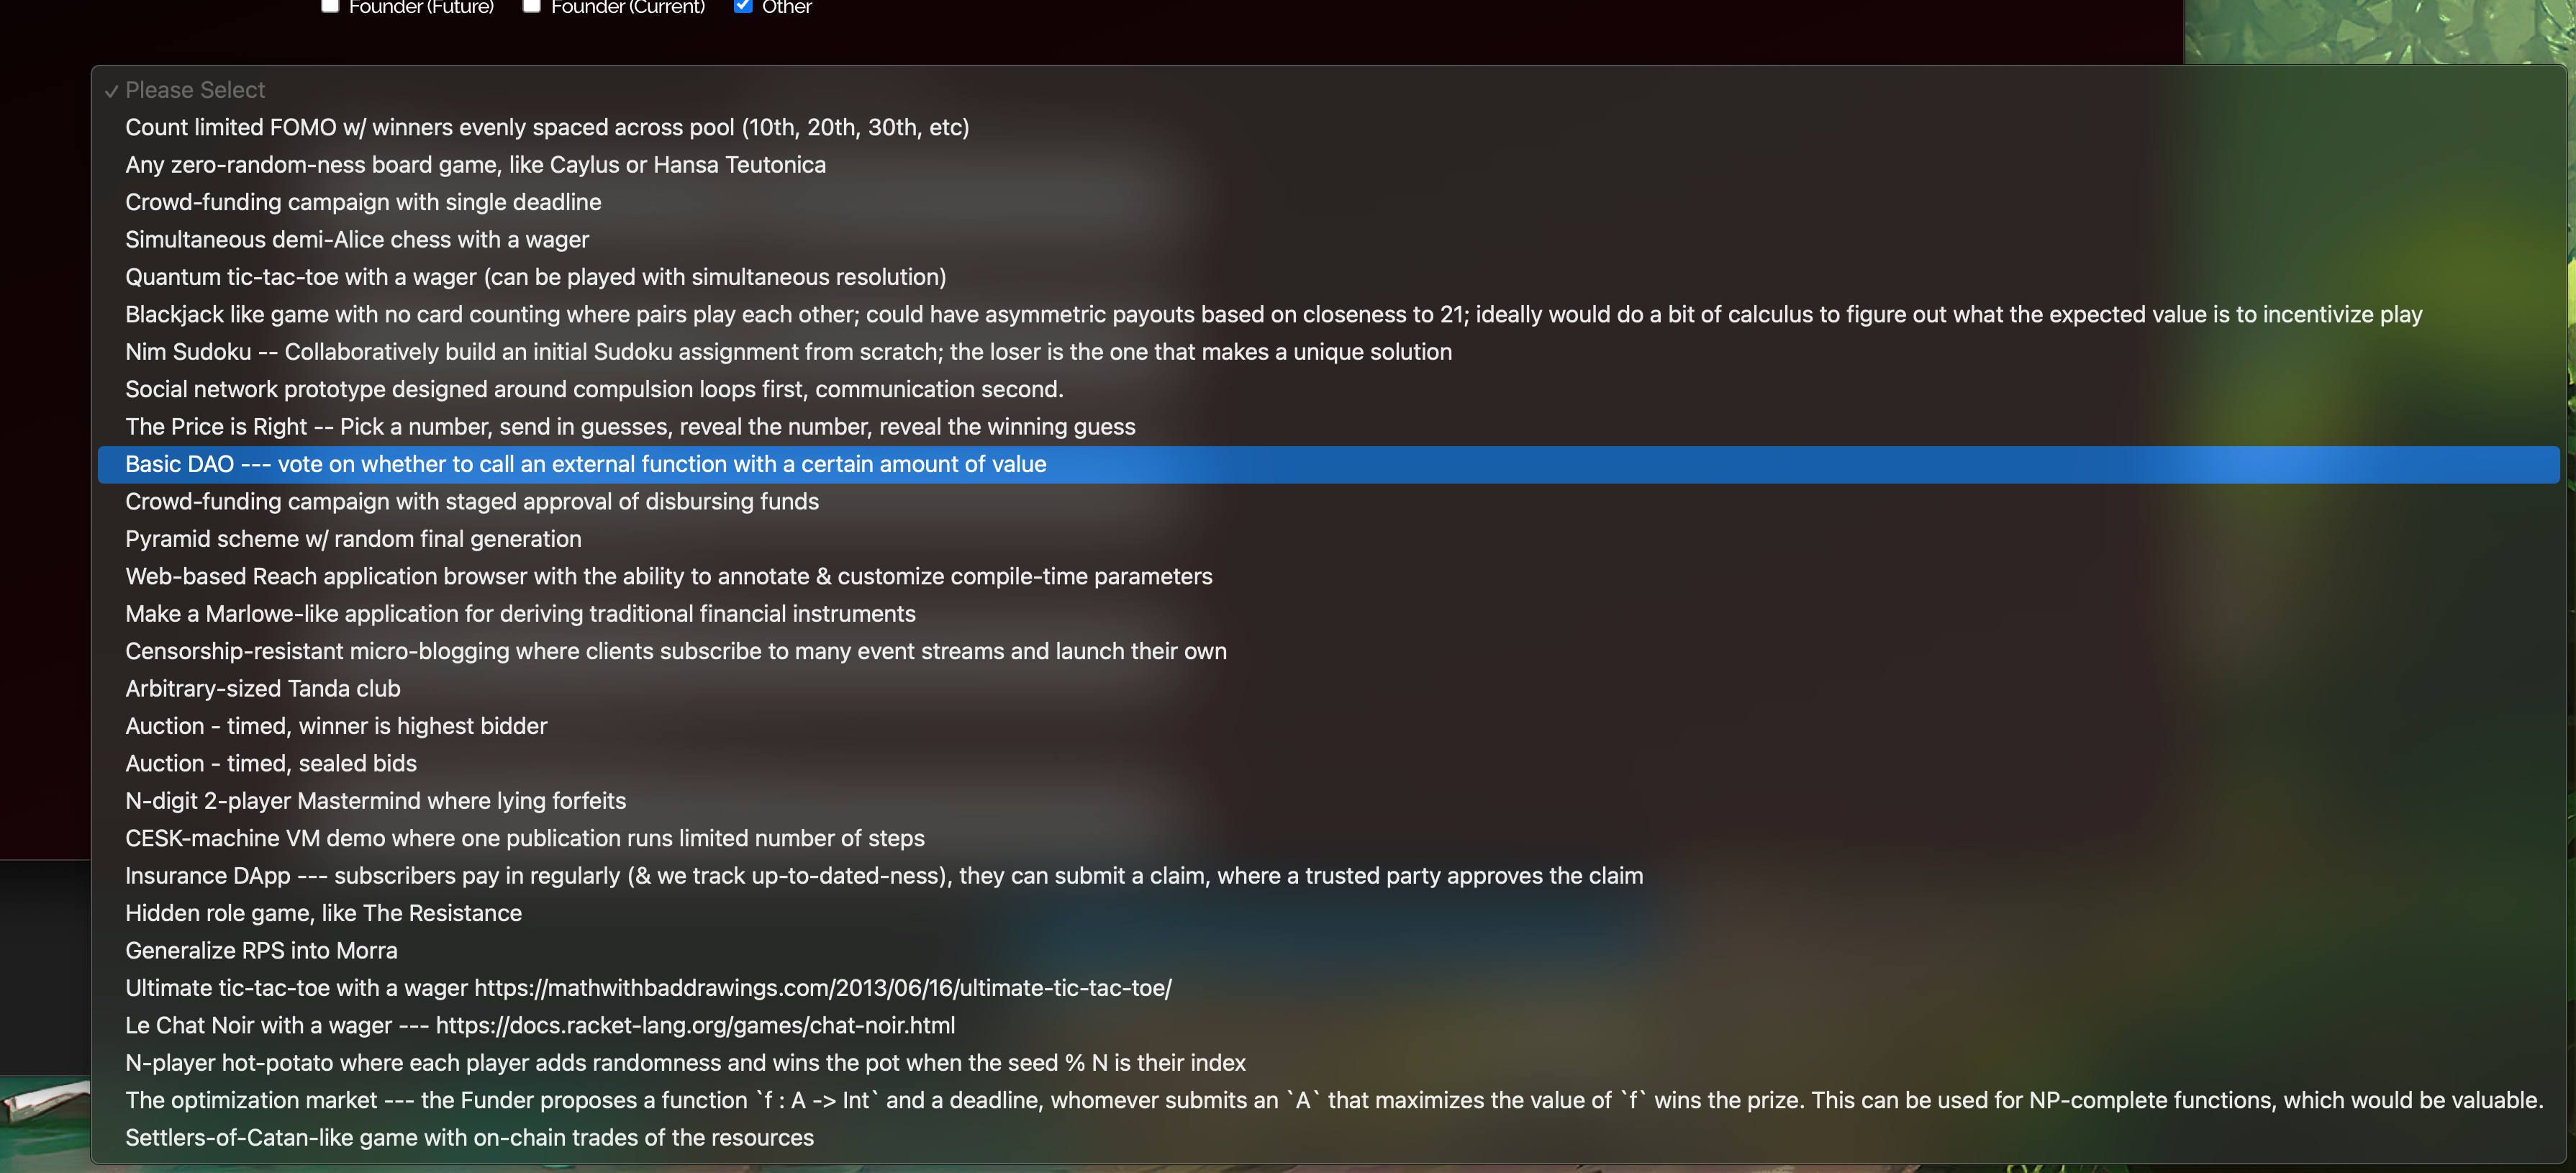 Founder (Future) Founder (Current) Other
Please Select
Count limited FOMO w/ winners evenly spaced across pool (10th, 20th, 30th, etc)
Any zero-random-ness board game, like Caylus or Hansa Teutonica
Crowd-funding campaign with single deadline
Simultaneous demi-Alice chess with a wager
Quantum tic-tac-toe with a wager (can be played with simultaneous resolution)
Blackjack like game with no card counting where pairs play each other; could have asymmetric payouts based on closeness to 21; ideally would do a bit of calculus to figure out what the expected value is to incentivize play
Nim Sudoku -- Collaboratively build an initial Sudoku assignment from scratch; the loser is the one that makes a unique solution
Social network prototype designed around compulsion loops first, communication second.
The Price is Right -- Pick a number, send in guesses, reveal the number, reveal the winning guess
Basic DAO --- vote on whether to call an external function with a certain amount of value
Crowd-funding campaign with staged approval of disbursing funds
Pyramid scheme w/ random final generation
Web-based Reach application browser with the ability to annotate & customize compile-time parameters
Make a Marlowe-like application for deriving traditional financial instruments
Censorship-resistant micro-blogging where clients subscribe to many event streams and launch their own
Arbitrary-sized Tanda club
Auction - timed, winner is highest bidder
Auction - timed, sealed bids
N-digit 2-player Mastermind where lying forfeits
CESK-machine VM demo where one publication runs limited number of steps
Insurance DApp --- subscribers pay in regularly (& we track up-to-dated-ness), they can submit a claim, where a trusted party approves the claim
Hidden role game, like The Resistance
Generalize RPS into Morra
Ultimate tic-tac-toe with a wager https://mathwithbaddrawings.com/2013/06/16/ultimate-tic-tac-toe/
Le Chat Noir with a wager --- https://docs.racket-lang.org/games/chat-noir.html
N-player hot-potato where each player adds randomness and wins the pot when the seed % N is their index
The optimization market --- the Funder proposes a function `f : A -> Int` and a deadline, whomever submits an `A` that maximizes the value of `f` wins the prize. This can be used for NP-complete functions, which would be valuable.
Settlers-of-Catan-like game with on-chain trades of the resources